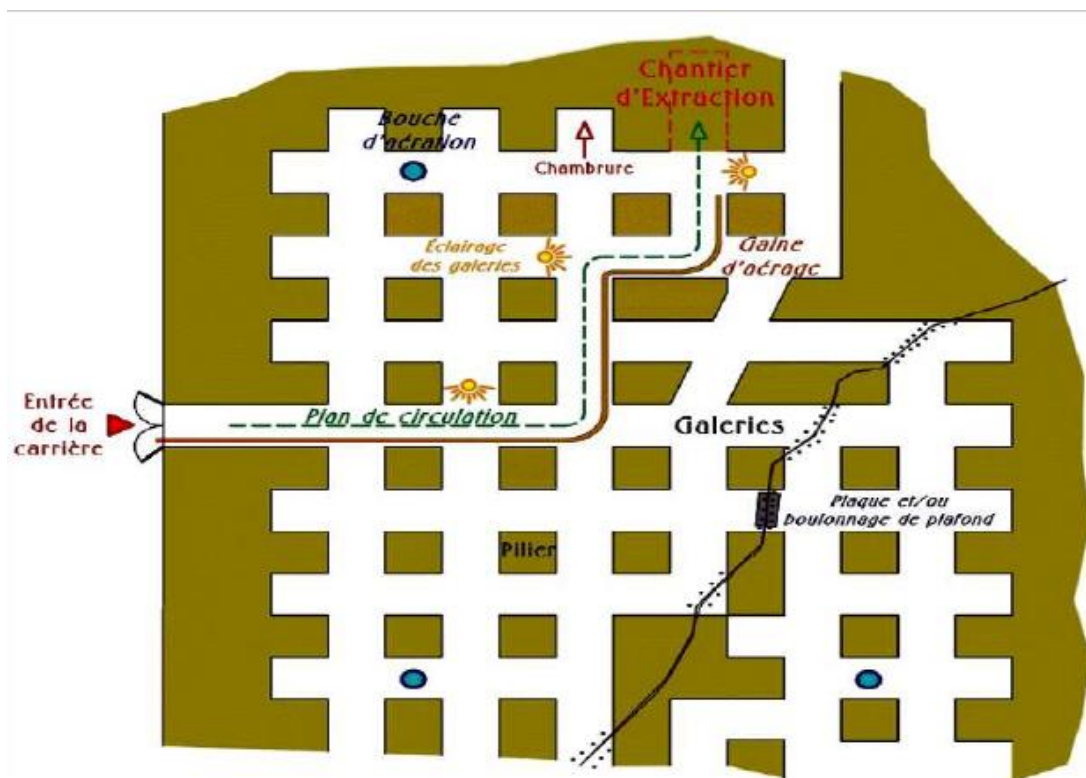 Chantier
d'Extraction
Bouche
d'aération
Chambrure
Éclairage
des galeries
Gaine
d'aérage
Entrée
de la
carrière
Plan de circulation
Galeries
Plaque et/ou
boulonnage de plafond
Pilier